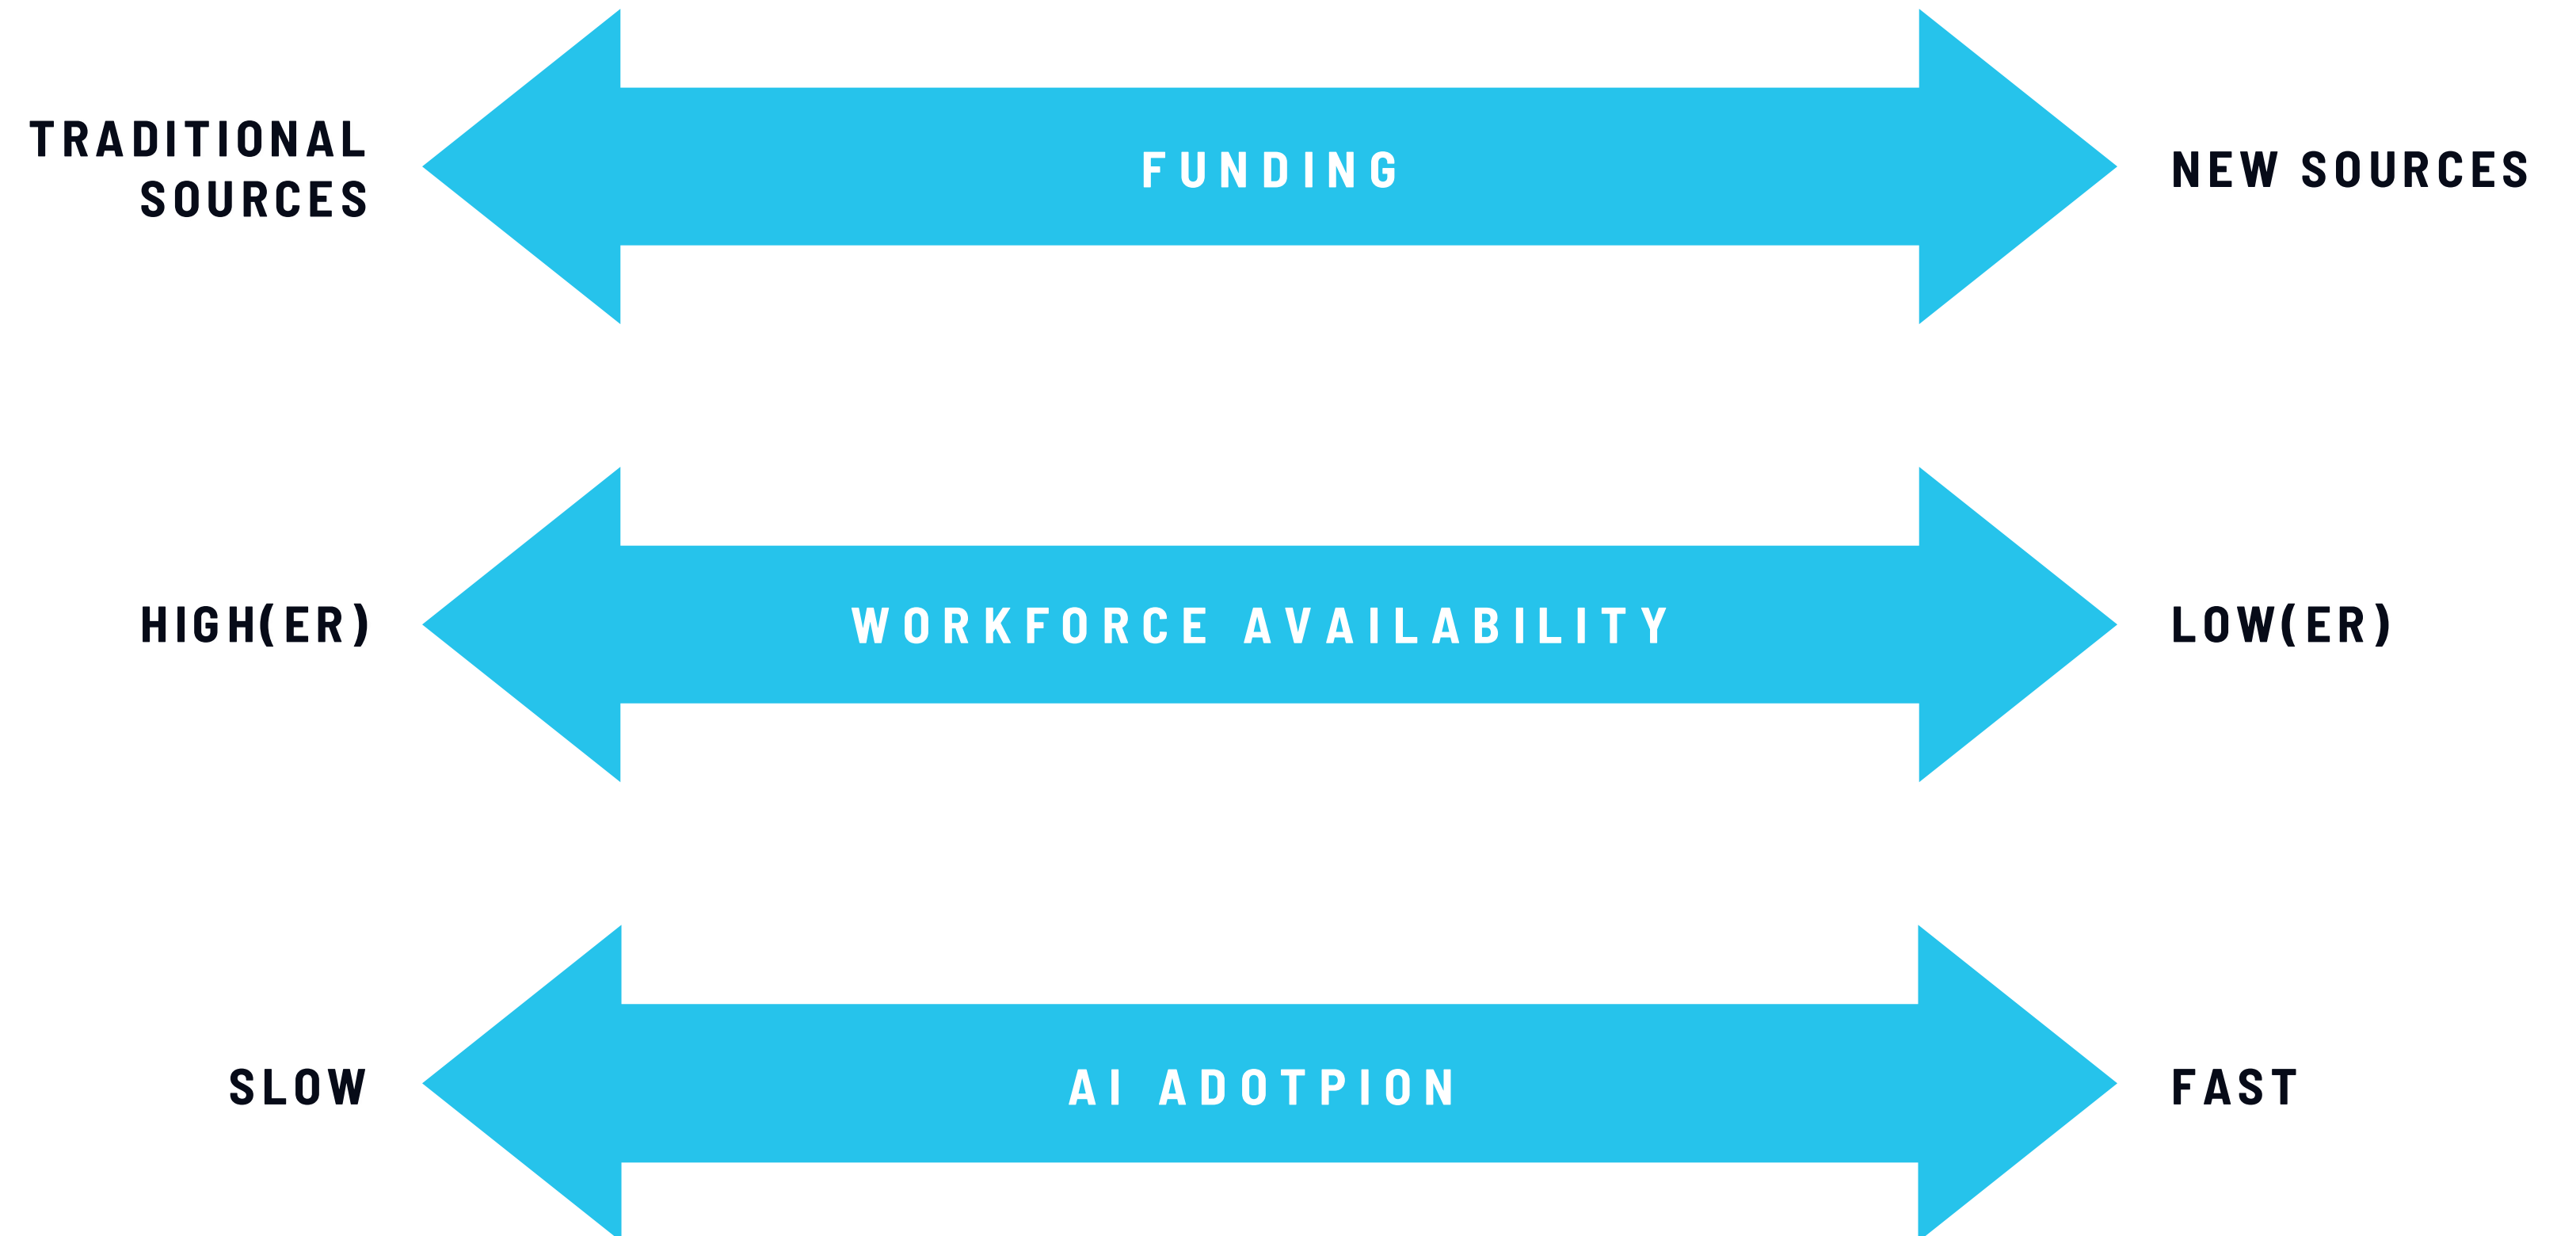 TRADITIONAL
SOURCES
FUNDING
NEW SOURCES
HIGH(ER)
WORKFORCE AVAILABILITY
LOW(ER)
SLOW
AI ADOTPION
FAST